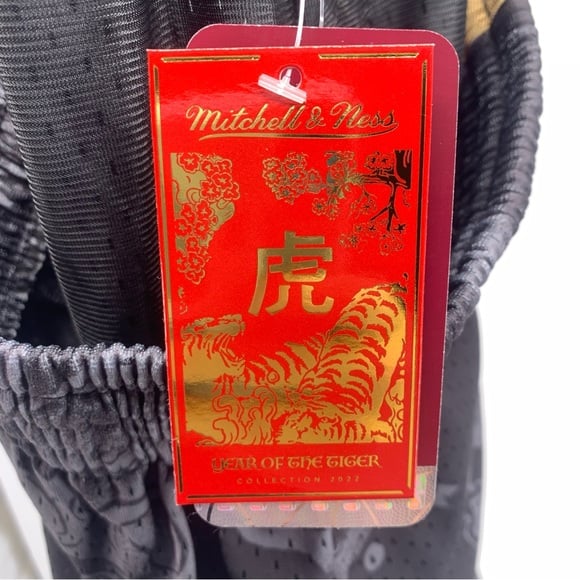 Mitchell & Ness
虎
YEAR OF THE TIGER
COLLECTION 2022